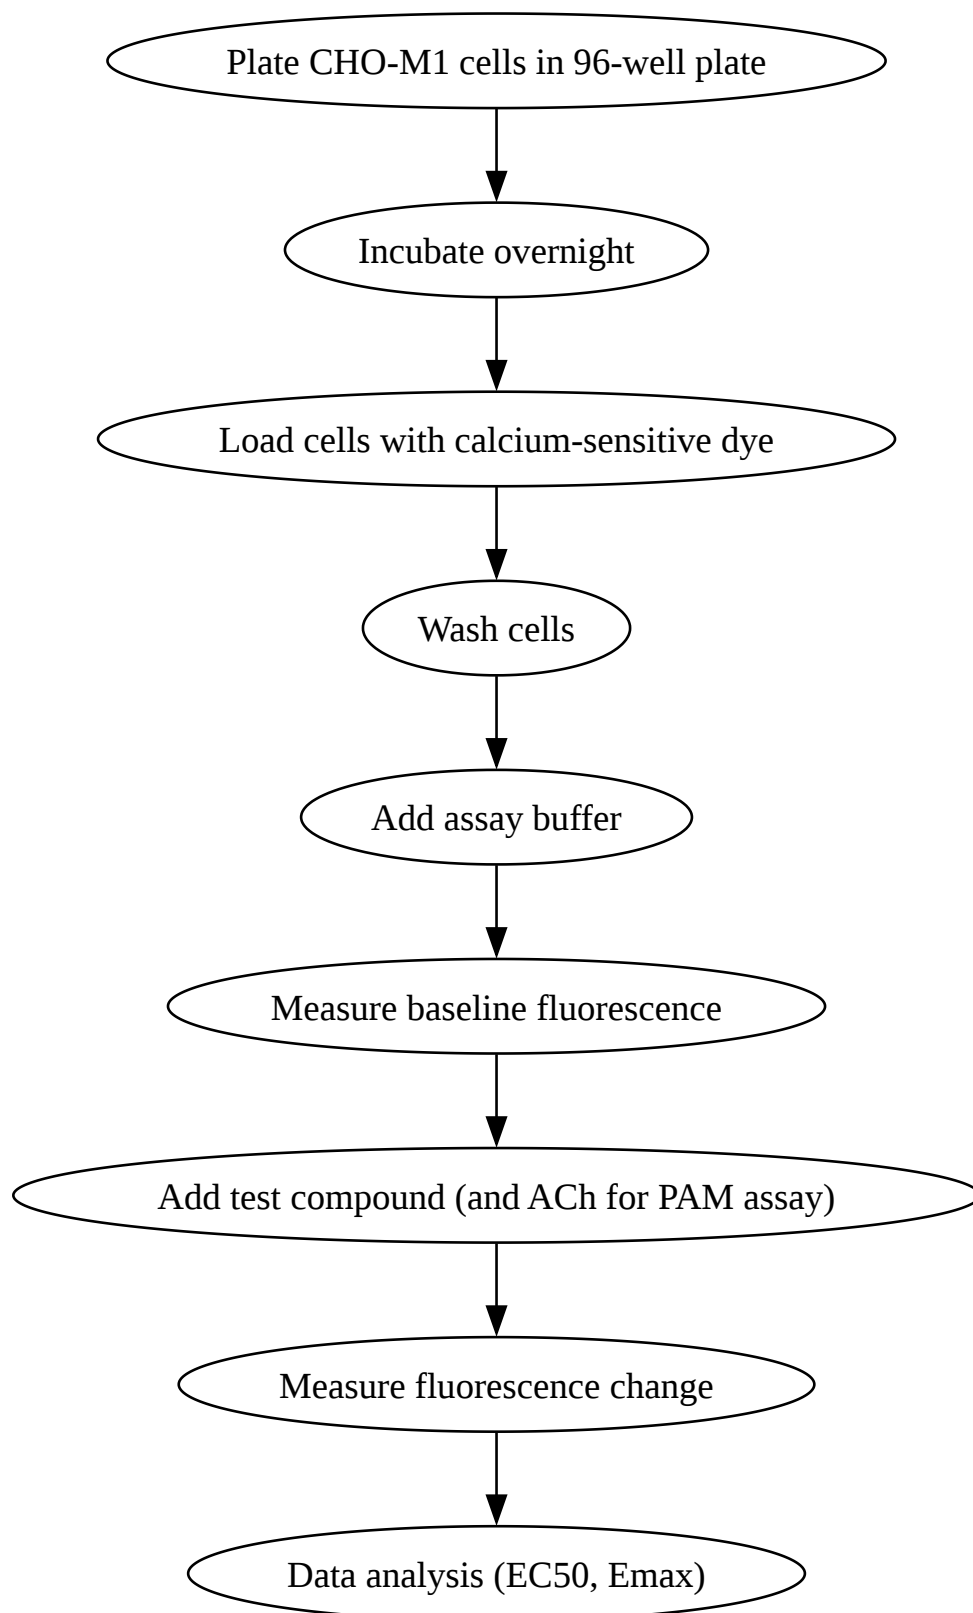 Plate CHO-M1 cells in 96-well plate
Incubate overnight
Load cells with calcium-sensitive dye
Wash cells
Add assay buffer
Measure baseline fluorescence
Add test compound (and ACh for PAM assay)
Measure fluorescence change
Data analysis (EC50, Emax)